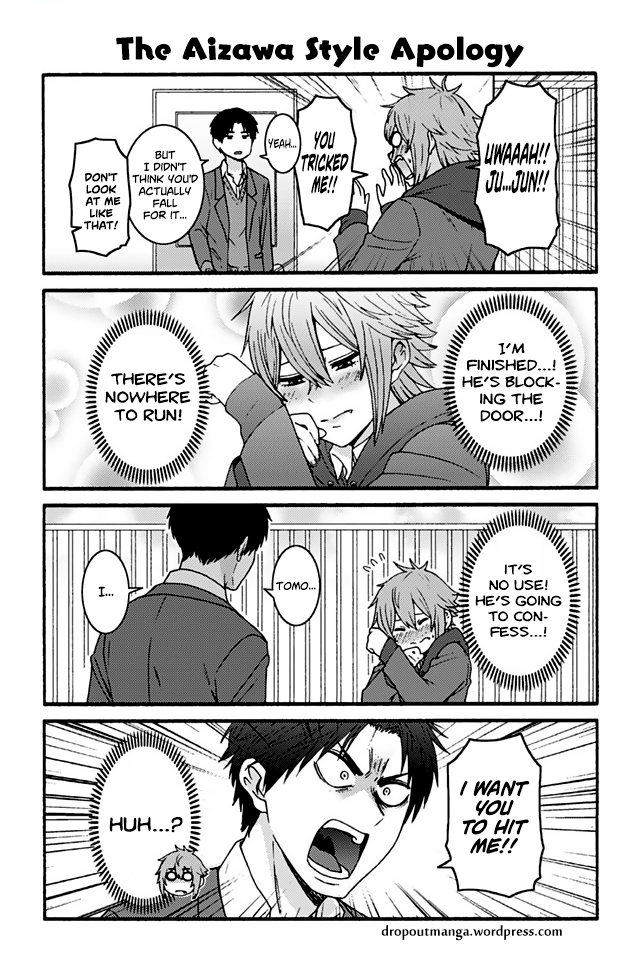 The Aizawa Style Apology
UWAAAH!!
JU...JUN!!
YOU
TRICKED
ME!!
YEAH...
BUT
I DIDN'T
THINK YOU'D
ACTUALLY
FALL
FOR IT...
DON'T
LOOK
AT ME
LIKE
THAT!
I'M
FINISHED...!
HE'S BLOCK-
ING THE
DOOR...!
THERE'S
NOWHERE
TO RUN!
IT'S
NO USE!
HE'S GOING
TO CON-
FESS...!
TOMO...
I...
I WANT
YOU
TO HIT
ME!!
HUH...?
dropoutmanga.wordpress.com